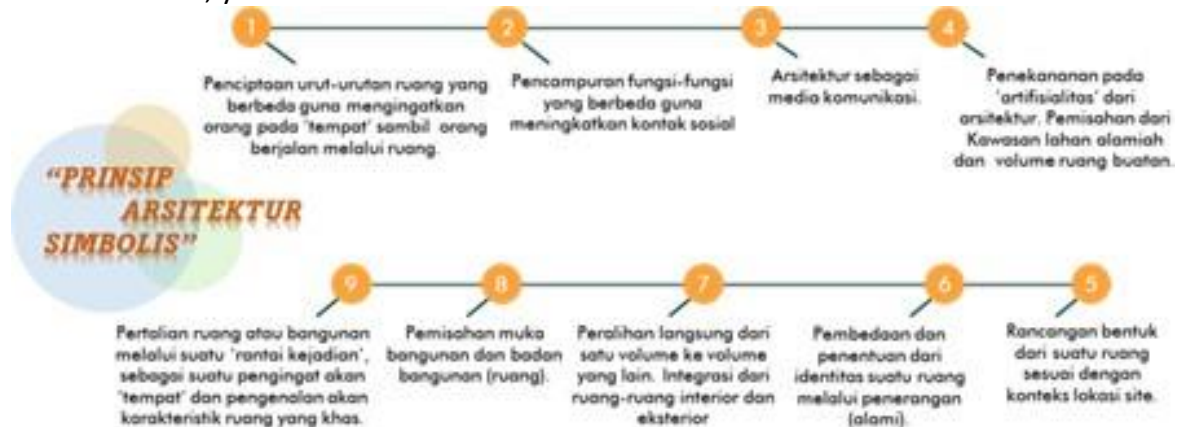 1
Penciptaan urut-urutan ruang yang
berbeda guna mengingatkan
orang pada 'tempat' sambil orang
berjalan melalui ruang.
2
Pencampuran fungsi-fungsi
yang berbeda guna
meningkatkan kontak sosial
3
Arsitektur sebagai
media komunikasi.
4
Penekananan pada
'artifisialitas' dari
arsitektur. Pemisahan dari
Kawasan lahan alamiah
dan volume ruang buatan.
"PRINSIP
ARSITEKTUR
SIMBOLIS"
5
Rancangan bentuk
dari suatu ruang
sesuai dengan
konteks lokasi site.
6
Pembedaan dan
penentuan dari
identitas suatu ruang
melalui penerangan
(alami).
7
Peralihan langsung dari
satu volume ke volume
yang lain. Integrasi dari
ruang-ruang interior dan
eksterior
8
Pemisahan muka
bangunan dan badan
bangunan (ruang).
9
Pertalian ruang atau bangunan
melalui suatu 'rantai kejadian',
sebagai suatu pengingat akan
'tempat' dan pengenalan akan
karakteristik ruang yang khas.